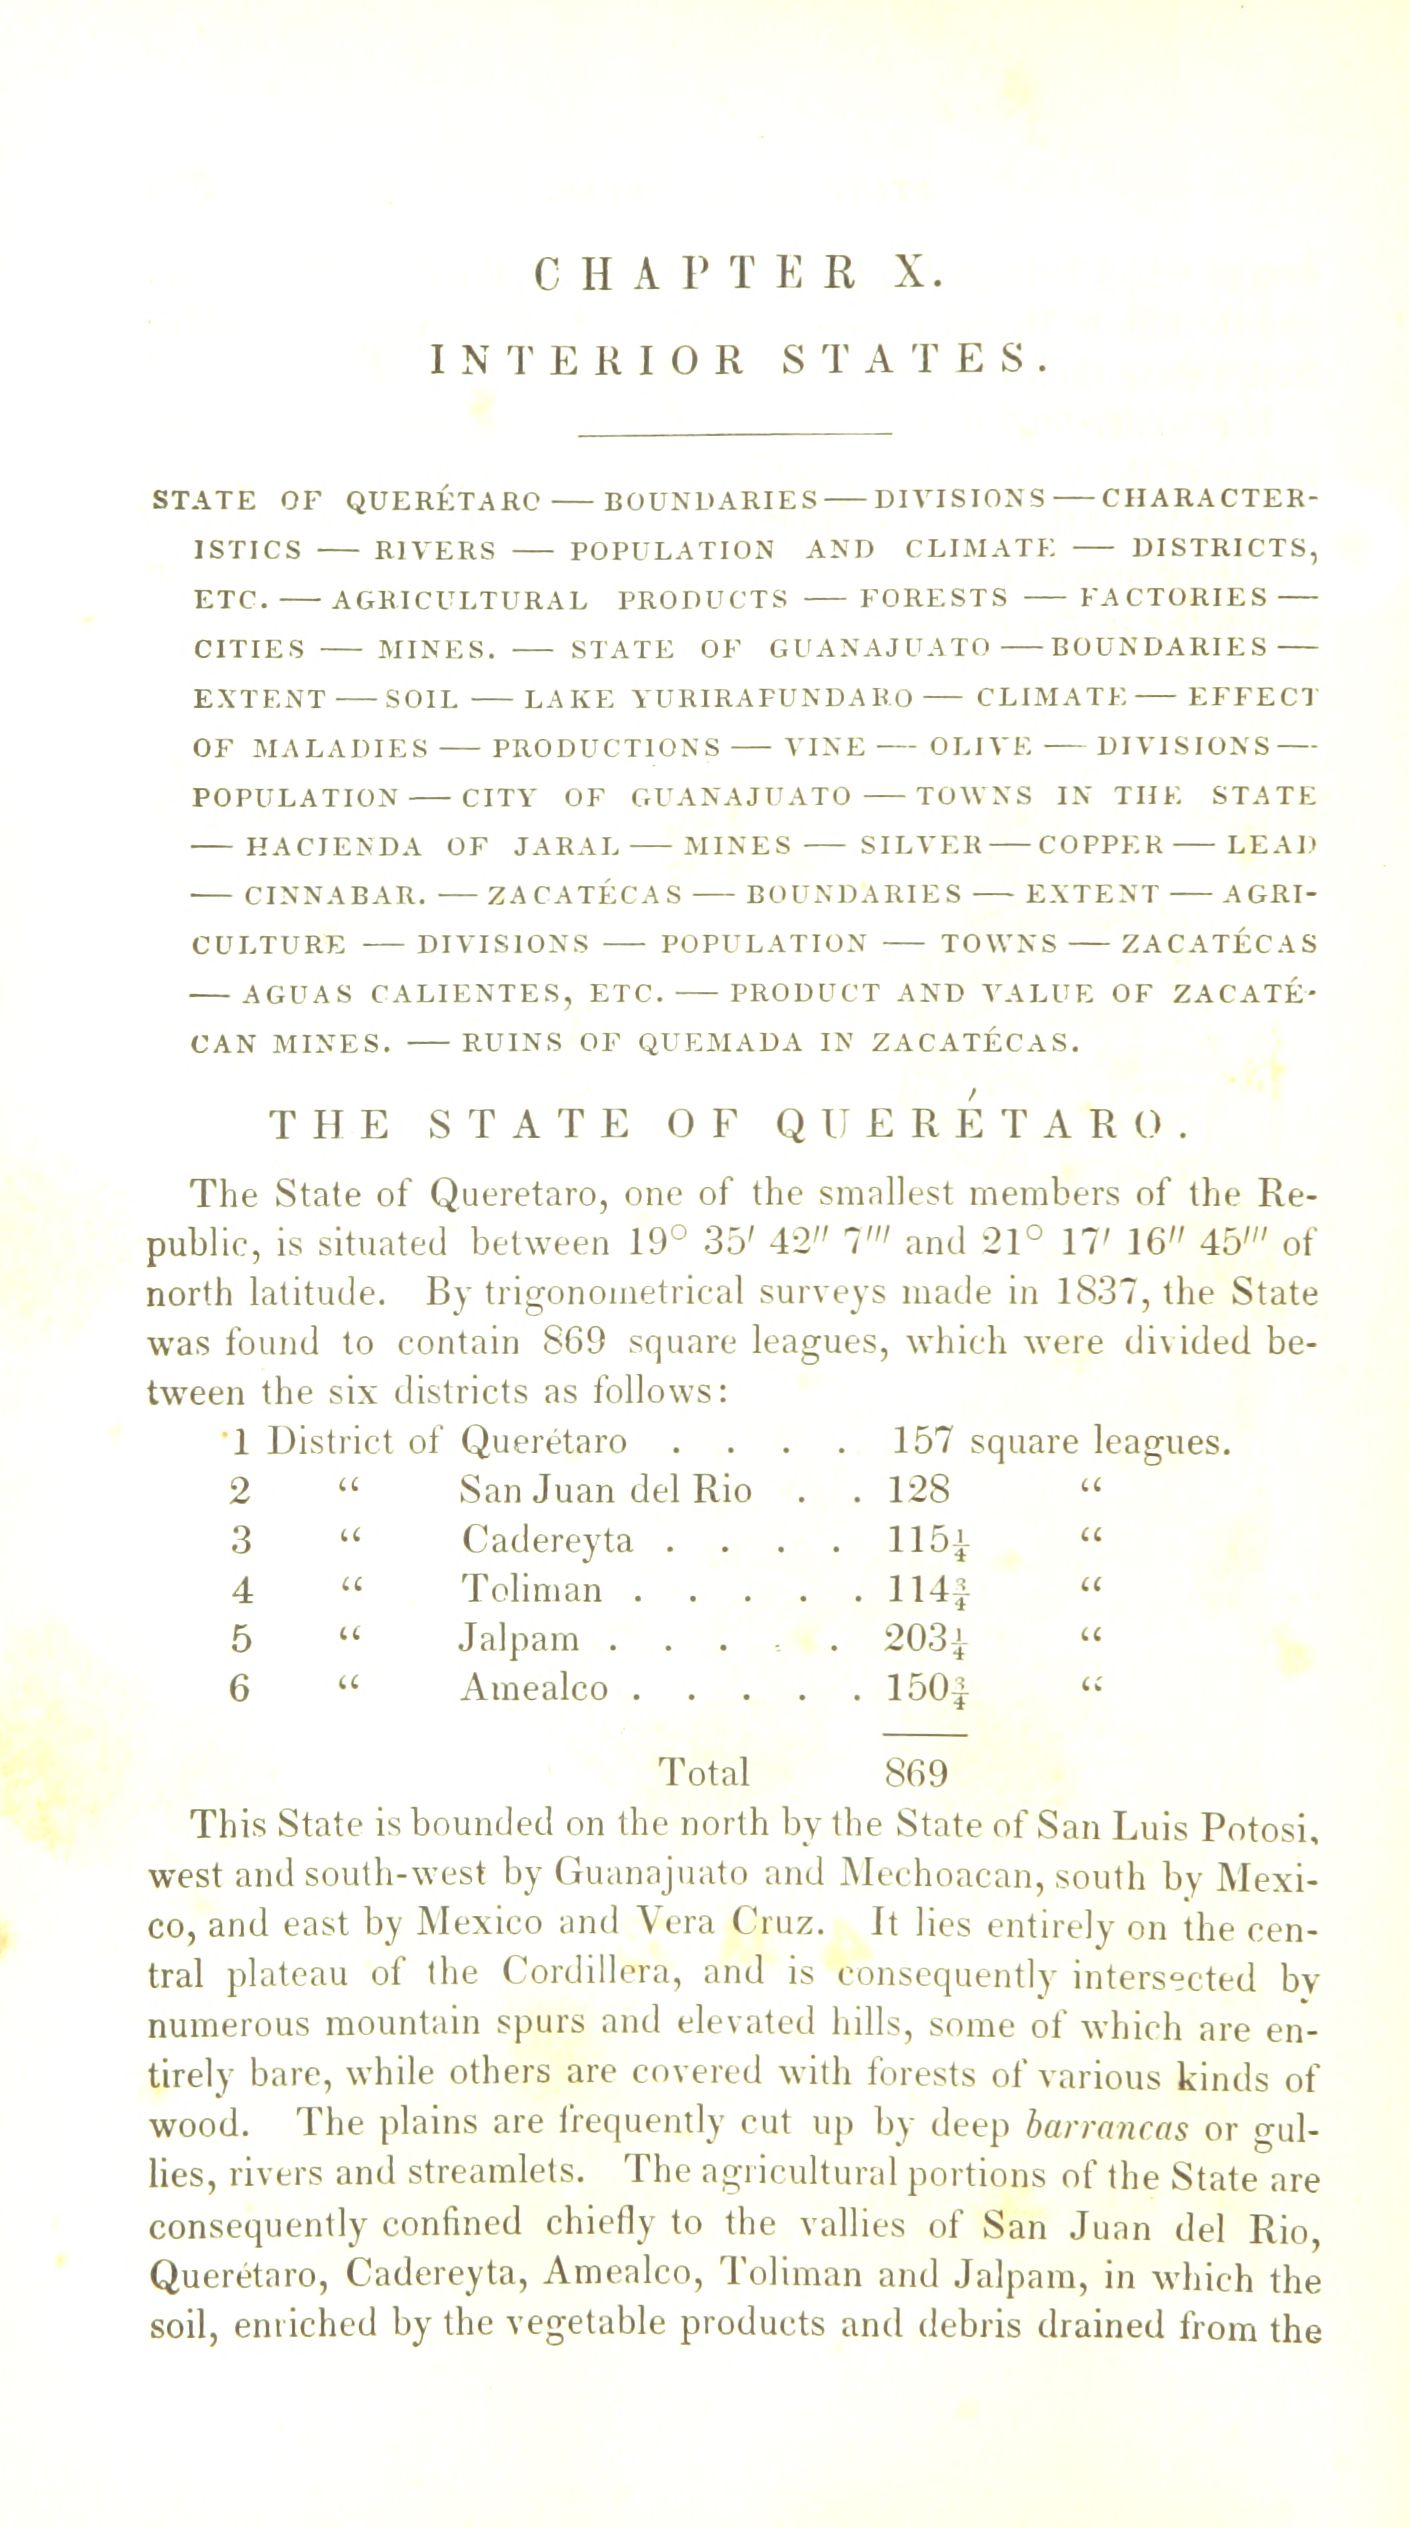 CHAPTER X.
INTERIOR STATES.
STATE OF QUERÉTARO — BOUNDARIES — DIVISIONS — CHARACTER-
ISTICS — RIVERS — POPULATION AND CLIMATE — DISTRICTS,
ETC. — AGRICULTURAL PRODUCTS — FORESTS — FACTORIES —
CITIES — MINES. — STATE OF GUANAJUATO — BOUNDARIES —
EXTENT — SOIL — LAKE YURIRAPUNDARO — CLIMATE — EFFECT
OF MALADIES — PRODUCTIONS — VINE — OLIVE — DIVISIONS —
POPULATION — CITY OF GUANAJUATO — TOWNS IN THE STATE
— HACIENDA OF JARAL — MINES — SILVER — COPPER — LEAD
— CINNABAR. — ZACATÉCAS — BOUNDARIES — EXTENT — AGRI-
CULTURE — DIVISIONS — POPULATION — TOWNS — ZACATÉCAS
— AGUAS CALIENTES, ETC. — PRODUCT AND VALUE OF ZACATÉ-
CAN MINES. — RUINS OF QUEMADA IN ZACATÉCAS.
THE STATE OF QUERÉTARO.
The State of Queretaro, one of the smallest members of the Re-
public, is situated between 19° 35′ 42″ 7‴ and 21° 17′ 16″ 45‴ of
north latitude. By trigonometrical surveys made in 1837, the State
was found to contain 869 square leagues, which were divided be-
tween the six districts as follows:
1 District of Querétaro . . . . 157 square leagues.
2 “ San Juan del Rio . . 128 “
3 “ Cadereyta . . . . 115¼ “
4 “ Toliman . . . . . 114¾ “
5 “ Jalpam . . . . . 203¼ “
6 “ Amealco . . . . . 150¾ “
Total 869
This State is bounded on the north by the State of San Luis Potosi,
west and south-west by Guanajuato and Mechoacan, south by Mexi-
co, and east by Mexico and Vera Cruz. It lies entirely on the cen-
tral plateau of the Cordillera, and is consequently intersected by
numerous mountain spurs and elevated hills, some of which are en-
tirely bare, while others are covered with forests of various kinds of
wood. The plains are frequently cut up by deep barrancas or gul-
lies, rivers and streamlets. The agricultural portions of the State are
consequently confined chiefly to the vallies of San Juan del Rio,
Querétaro, Cadereyta, Amealco, Toliman and Jalpam, in which the
soil, enriched by the vegetable products and debris drained from the